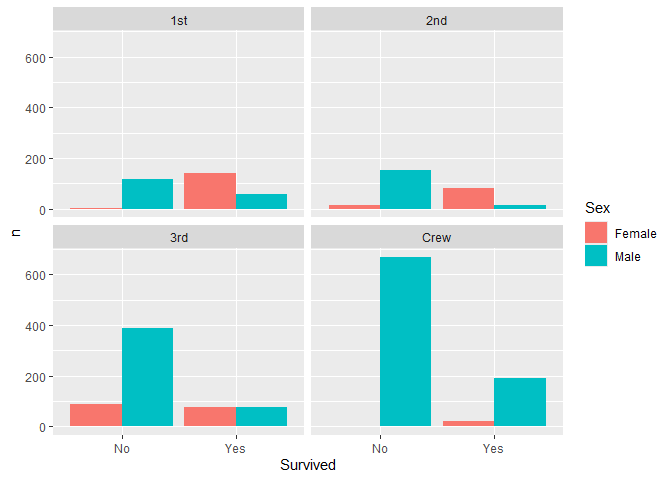 1st 2nd
600
400
200
0
n
3rd Crew
600
400
200
0
No Yes No Yes
Survived
Sex
Female
Male